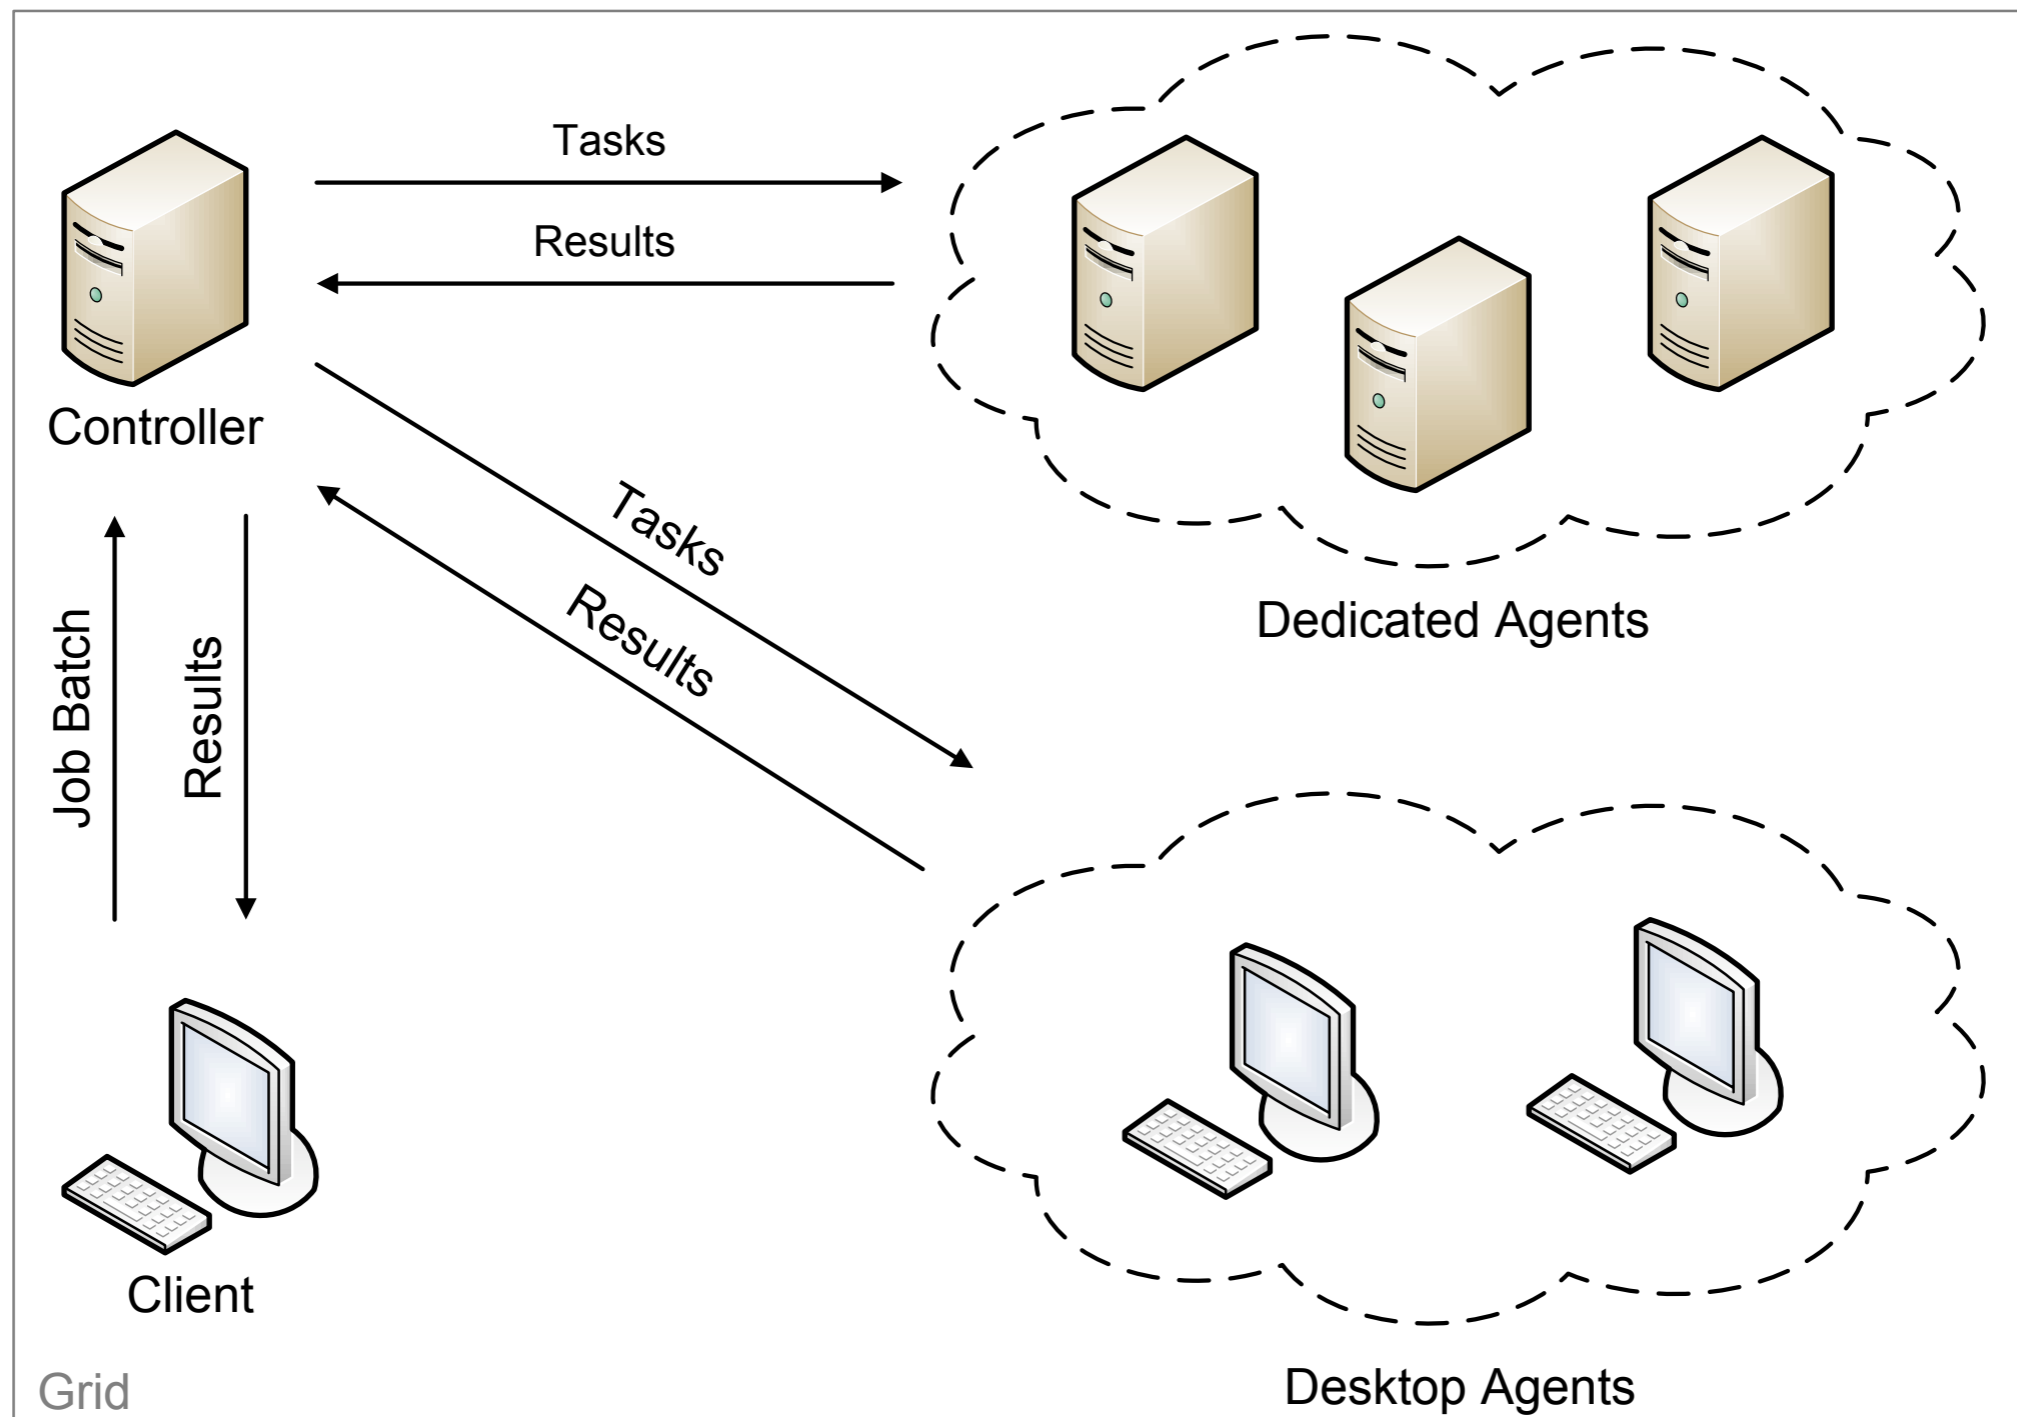 Tasks
Results
Controller
Tasks
Results
Dedicated Agents
Job Batch
Results
Client
Desktop Agents
Grid